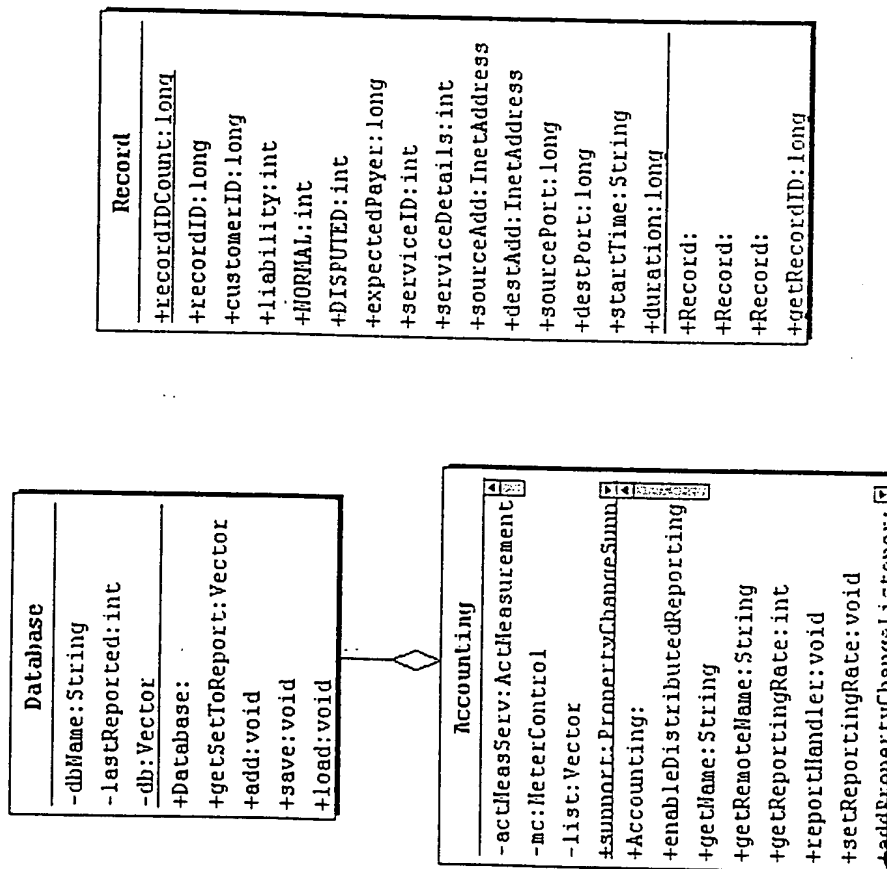 Record
+recordIDCount:long
+recordID:long
+customerID:long
+liability:int
+NORMAL:int
+DISPUTED:int
+expectedPayer:long
+serviceID:int
+serviceDetails:int
+sourceAdd:InetAddress
+destAdd:InetAddress
+sourcePort:long
+destPort:long
+startTime:String
+duration:long
+Record:
+Record:
+Record:
+getRecordID:long
Database
-dbName:String
-lastReported:int
-db:Vector
+Database:
+getSetToReport:Vector
+add:void
+save:void
+load:void
Accounting
-actMeasServ:ActMeasurement
-mc:MeterControl
-list:Vector
+support:PropertyChangeSupp
+Accounting:
+enableDistributedReporting
+getName:String
+getRemoteName:String
+getReportingRate:int
+reportHandler:void
+setReportingRate:void
+addPropertyChangeListener: